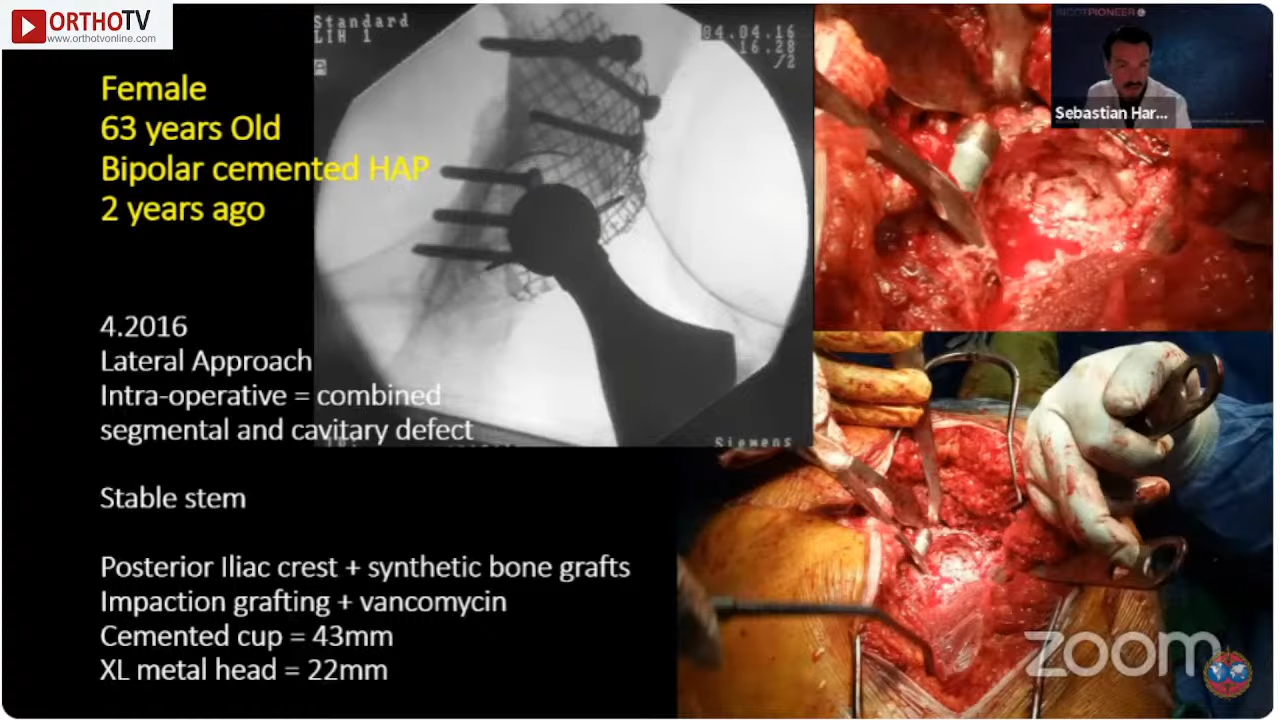 ORTHOTV
www.orthotvonline.com
Female
63 years Old
Bipolar cemented HAP
2 years ago
4.2016
Lateral Approach
Intra-operative = combined
segmental and cavitary defect
Stable stem
Posterior Iliac crest + synthetic bone grafts
Impaction grafting + vancomycin
Cemented cup = 43mm
XL metal head = 22mm
Standard
LIH 1
04.04.16
16.28
/2
Siemens
Sebastian Har...
zoom